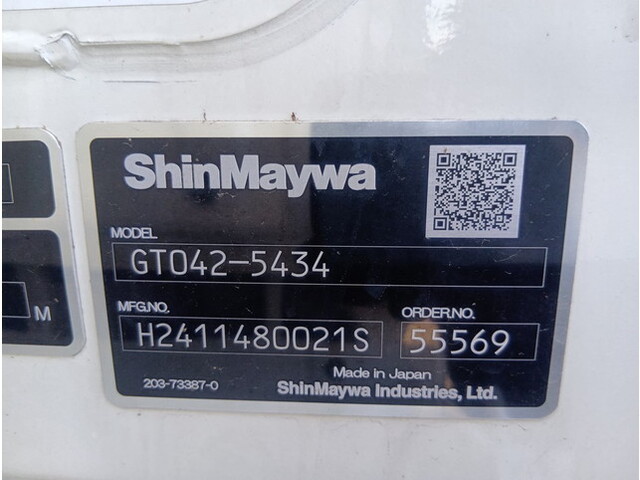 ShinMaywa
MODEL
GT042-5434
MFG.NO. ORDER.NO.
H2411480021S 55569
M
Made in Japan
203-73387-0 ShinMaywa Industries, Ltd.